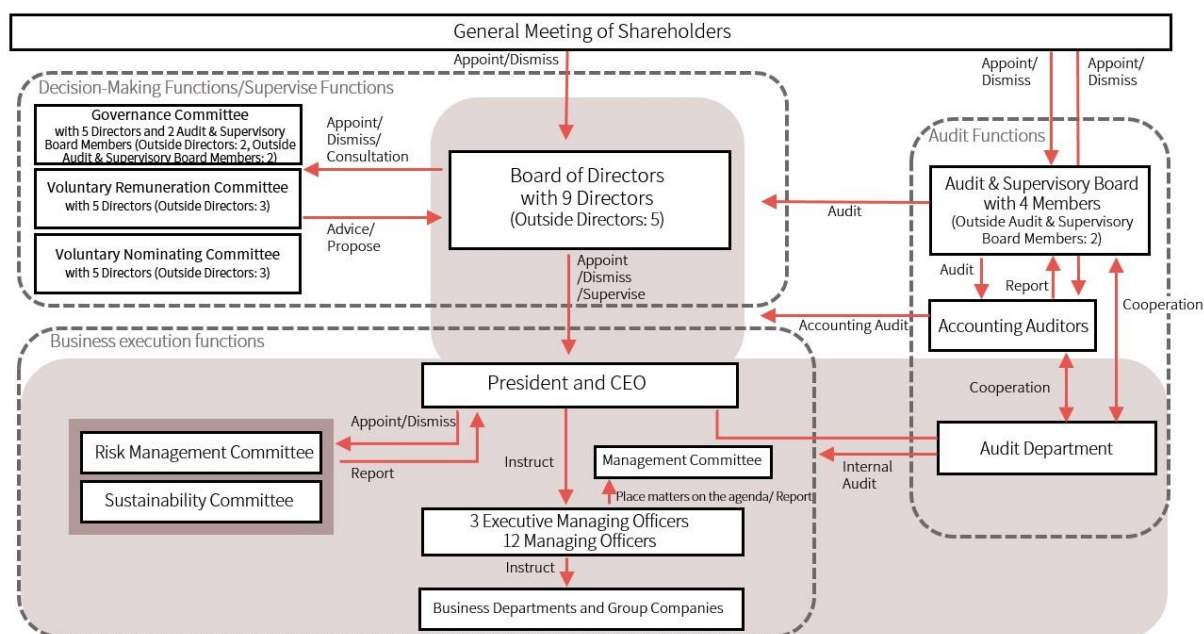 General Meeting of Shareholders
Appoint/Dismiss
Appoint/
Dismiss
Appoint/
Dismiss
Decision-Making Functions/Supervise Functions
Governance Committee
with 5 Directors and 2 Audit & Supervisory
Board Members (Outside Directors: 2, Outside
Audit & Supervisory Board Members: 2)
Voluntary Remuneration Committee
with 5 Directors (Outside Directors: 3)
Voluntary Nominating Committee
with 5 Directors (Outside Directors: 3)
Appoint/
Dismiss/
Consultation
Advice/
Propose
Board of Directors
with 9 Directors
(Outside Directors: 5)
Appoint
/Dismiss
/Supervise
Audit
Audit Functions
Audit & Supervisory Board
with 4 Members
(Outside Audit & Supervisory
Board Members: 2)
Audit
Report
Cooperation
Accounting Audit
Accounting Auditors
Cooperation
Audit Department
Internal
Audit
Business execution functions
President and CEO
Appoint/Dismiss
Report
Risk Management Committee
Sustainability Committee
Instruct
Management Committee
Place matters on the agenda/ Report
3 Executive Managing Officers
12 Managing Officers
Instruct
Business Departments and Group Companies